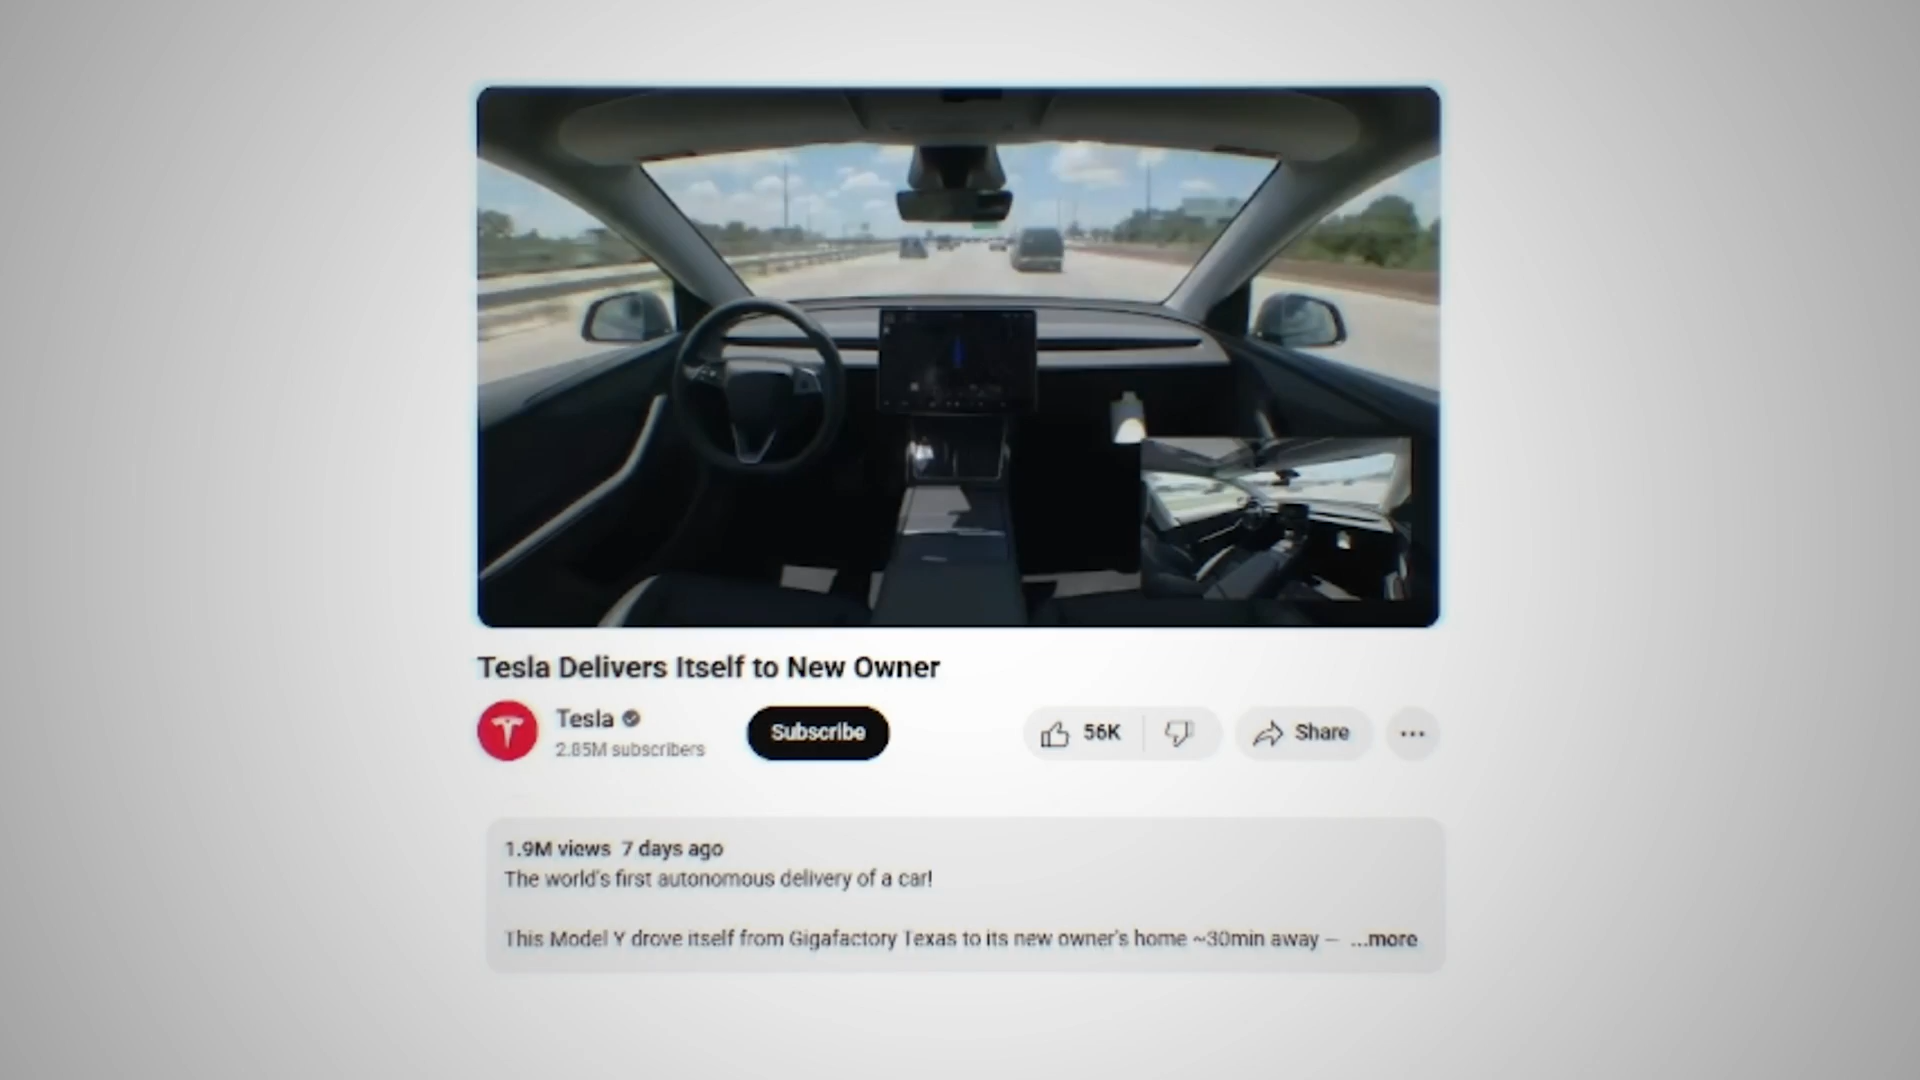 Tesla Delivers Itself to New Owner
Tesla
2.85M subscribers
Subscribe
56K
Share
1.9M views 7 days ago
The world's first autonomous delivery of a car!
This Model Y drove itself from Gigafactory Texas to its new owner's home ~30min away – ...more